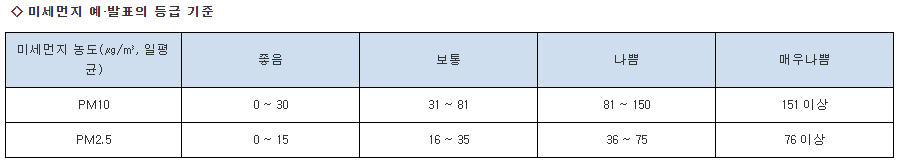 ◇ 미세먼지 예·발표의 등급 기준
미세먼지 농도(㎍/㎥, 일평균) 좋음 보통 나쁨 매우나쁨
PM10 0 ~ 30 31 ~ 81 81 ~ 150 151 이상
PM2.5 0 ~ 15 16 ~ 35 36 ~ 75 76 이상